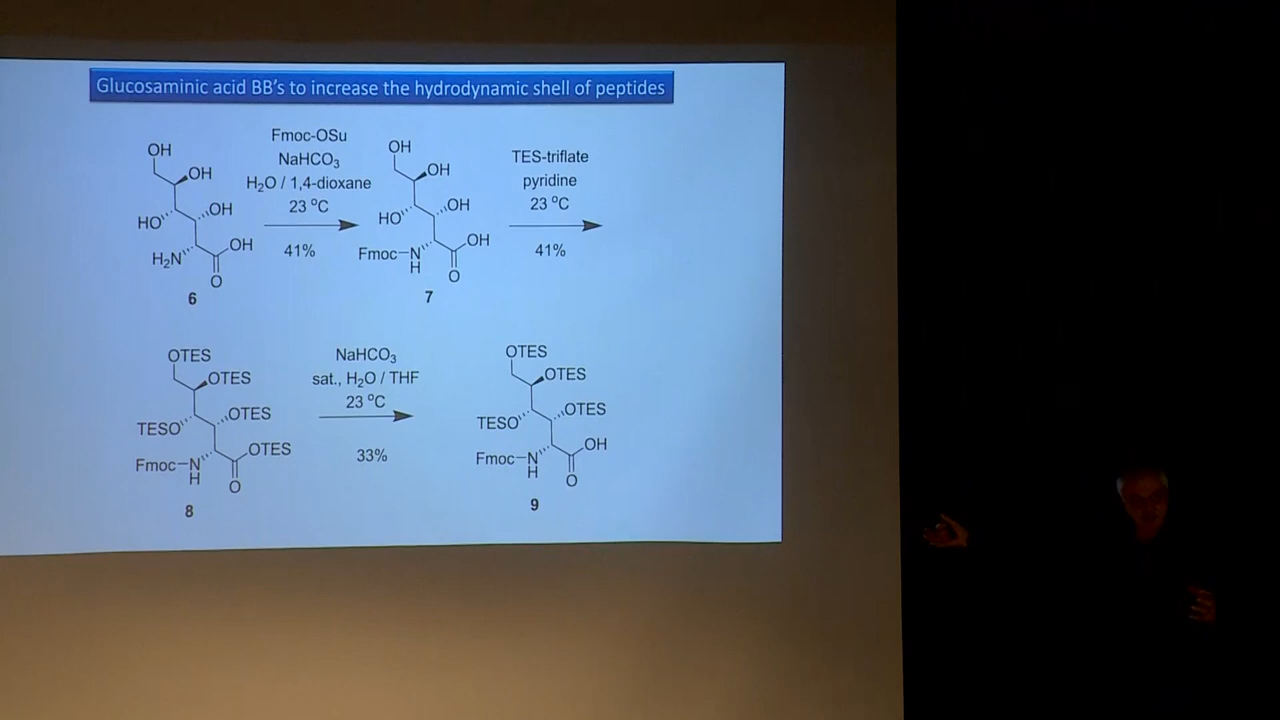 Glucosaminic acid BB's to increase the hydrodynamic shell of peptides
OH
OH
HO
OH
H₂N
OH
O
6
Fmoc-OSu
NaHCO₃
H₂O / 1,4-dioxane
23 ºC
41%
OH
OH
HO
OH
Fmoc-N
H
OH
O
7
TES-triflate
pyridine
23 ºC
41%
OTES
OTES
TESO
OTES
Fmoc-N
H
OTES
O
8
NaHCO₃
sat., H₂O / THF
23 ºC
33%
OTES
OTES
TESO
OTES
Fmoc-N
H
OH
O
9